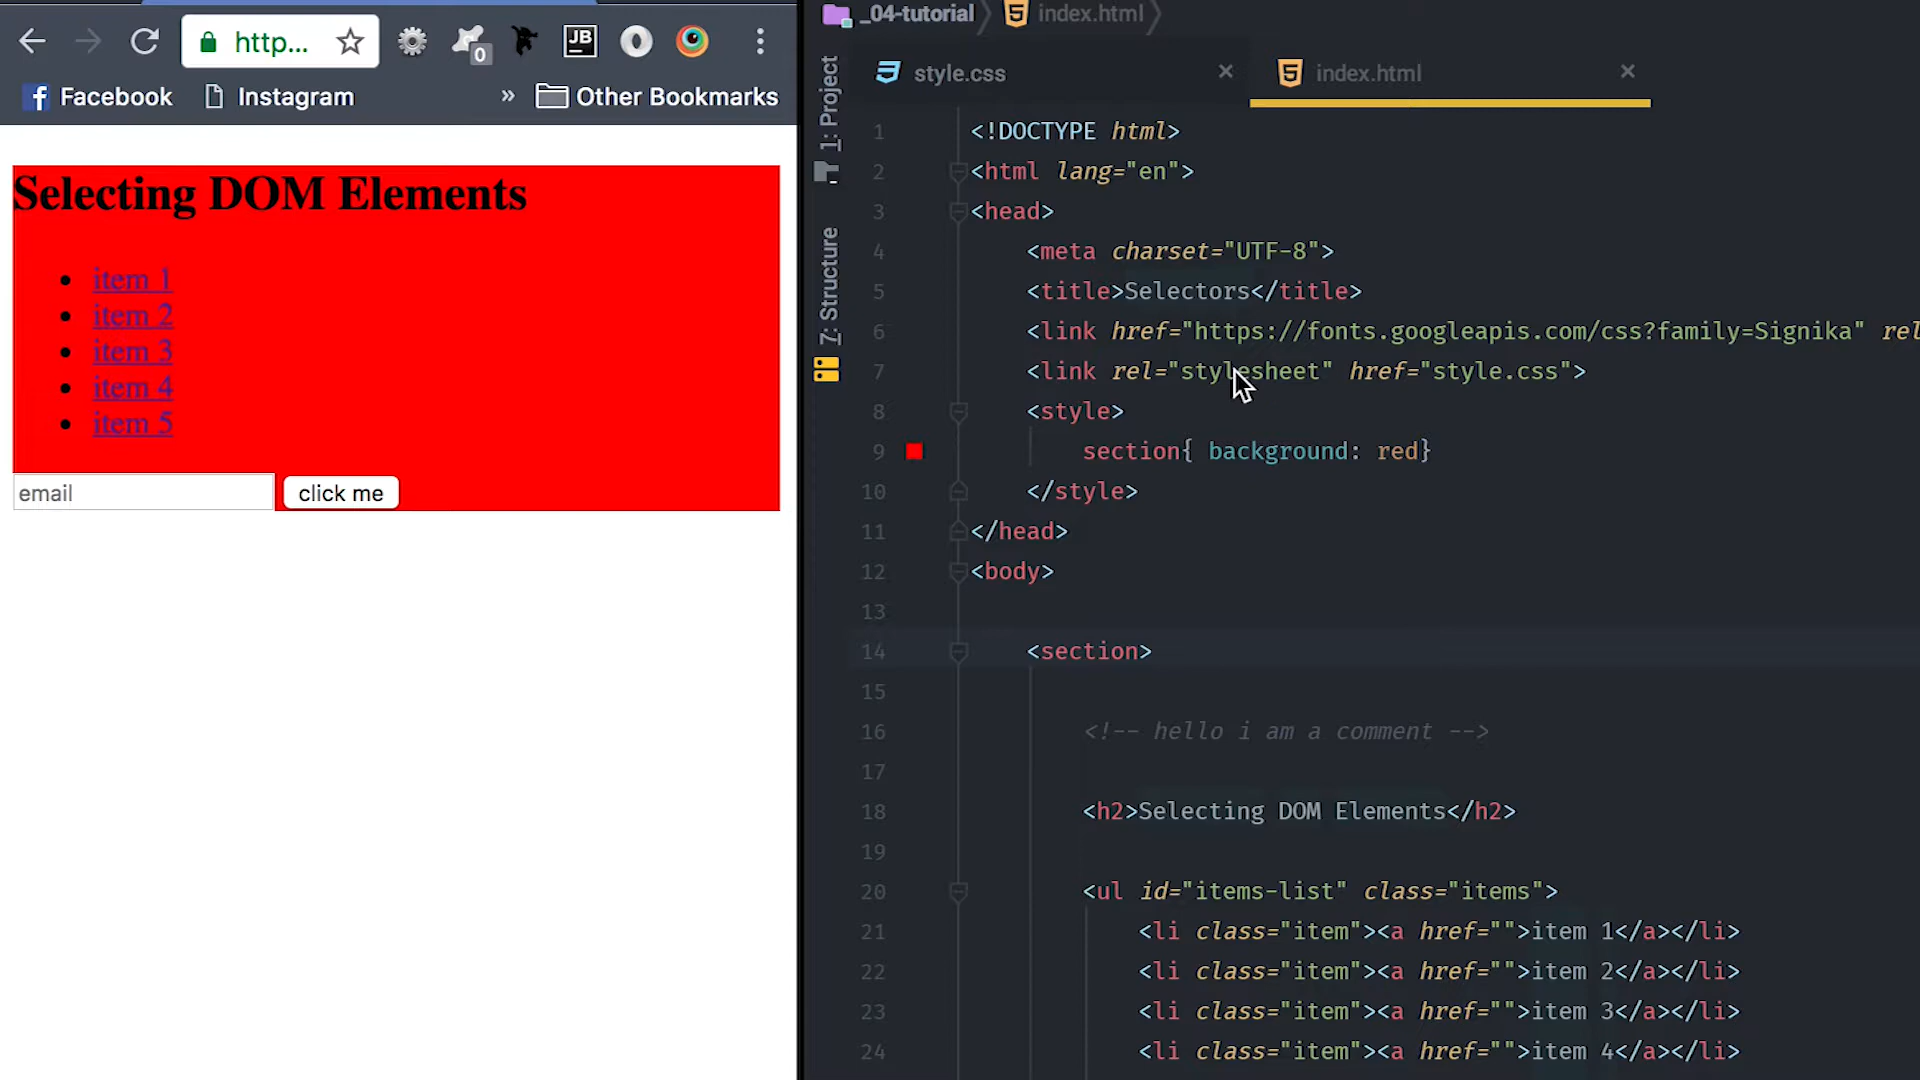 http...
0
JB
Facebook
Instagram
»
Other Bookmarks
Selecting DOM Elements
item 1
item 2
item 3
item 4
item 5
email
click me
_04-tutorial
index.html
style.css
index.html
1: Project
7: Structure
1 <!DOCTYPE html>
2 <html lang="en">
3 <head>
4 <meta charset="UTF-8">
5 <title>Selectors</title>
6 <link href="https://fonts.googleapis.com/css?family=Signika" rel
7 <link rel="stylesheet" href="style.css">
8 <style>
9 section{ background: red}
10 </style>
11 </head>
12 <body>
13
14 <section>
15
16 <!-- hello i am a comment -->
17
18 <h2>Selecting DOM Elements</h2>
19
20 <ul id="items-list" class="items">
21 <li class="item"><a href="">item 1</a></li>
22 <li class="item"><a href="">item 2</a></li>
23 <li class="item"><a href="">item 3</a></li>
24 <li class="item"><a href="">item 4</a></li>